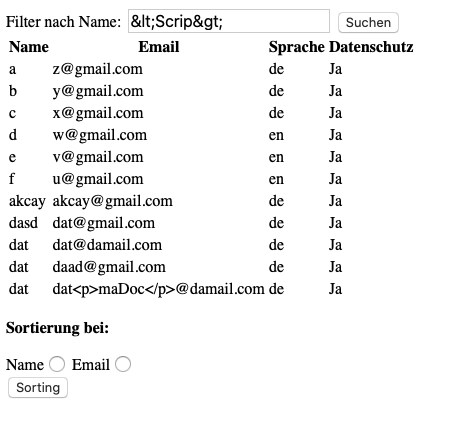 Filter nach Name: &lt;Scrip&gt; Suchen
Name Email Sprache Datenschutz
a z@gmail.com de Ja
b y@gmail.com de Ja
c x@gmail.com de Ja
d w@gmail.com en Ja
e v@gmail.com en Ja
f u@gmail.com en Ja
akcay akcay@gmail.com de Ja
dasd dat@gmail.com de Ja
dat dat@damail.com de Ja
dat daad@gmail.com de Ja
dat dat<p>maDoc</p>@damail.com de Ja
Sortierung bei:
Name Email
Sorting